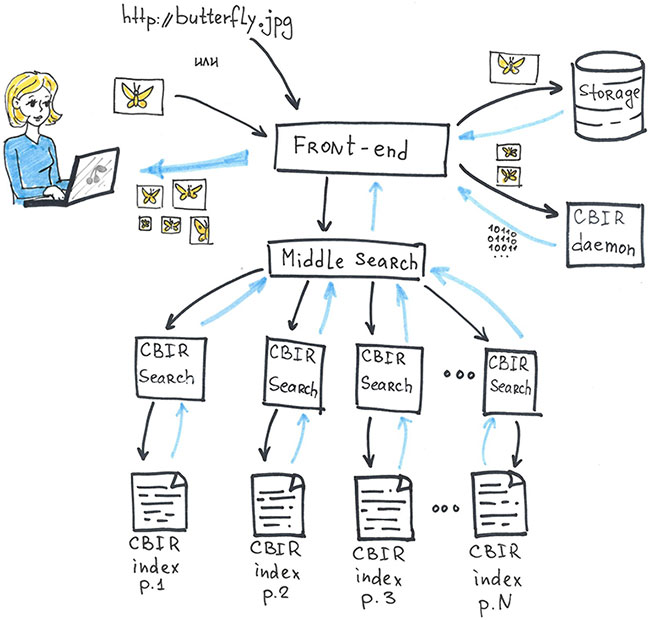 http://butterfly.jpg
или
Storage
Front-end
CBIR
daemon
10110
01110
10011
...
Middle Search
CBIR
Search
CBIR
Search
CBIR
Search
CBIR
Search
CBIR
index
p.1
CBIR
index
p.2
CBIR
index
p.3
CBIR
index
p.N